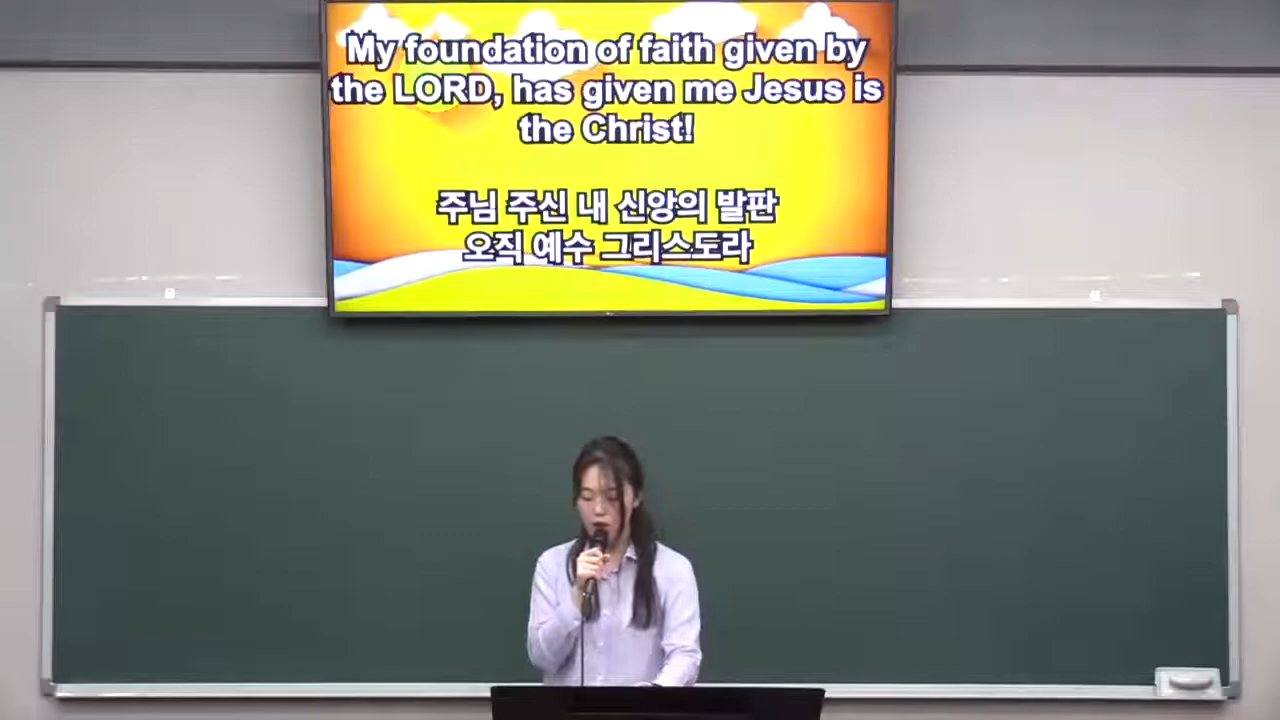 My foundation of faith given by
the LORD, has given me Jesus is
the Christ!
주님 주신 내 신앙의 발판
오직 예수 그리스도라